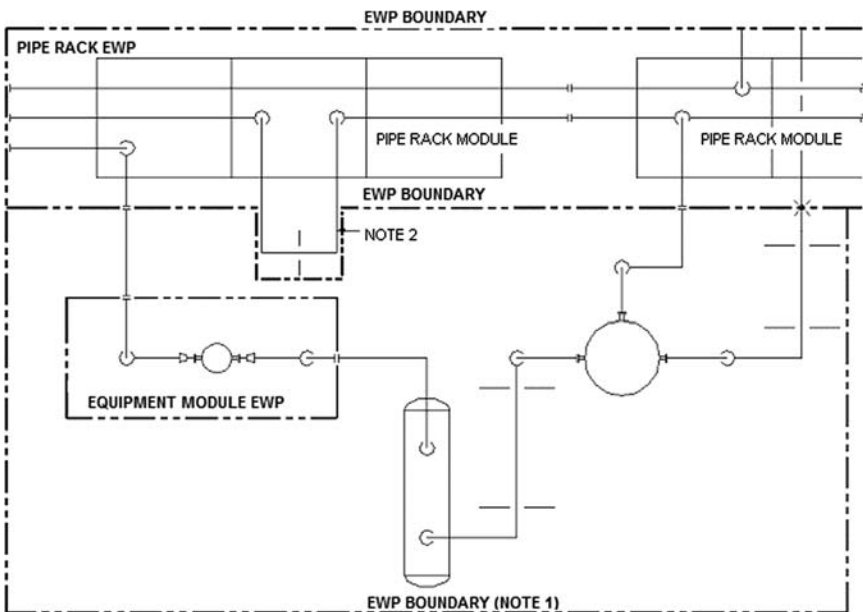 EWP BOUNDARY
PIPE RACK EWP
PIPE RACK MODULE
PIPE RACK MODULE
EWP BOUNDARY
NOTE 2
EQUIPMENT MODULE EWP
EWP BOUNDARY (NOTE 1)